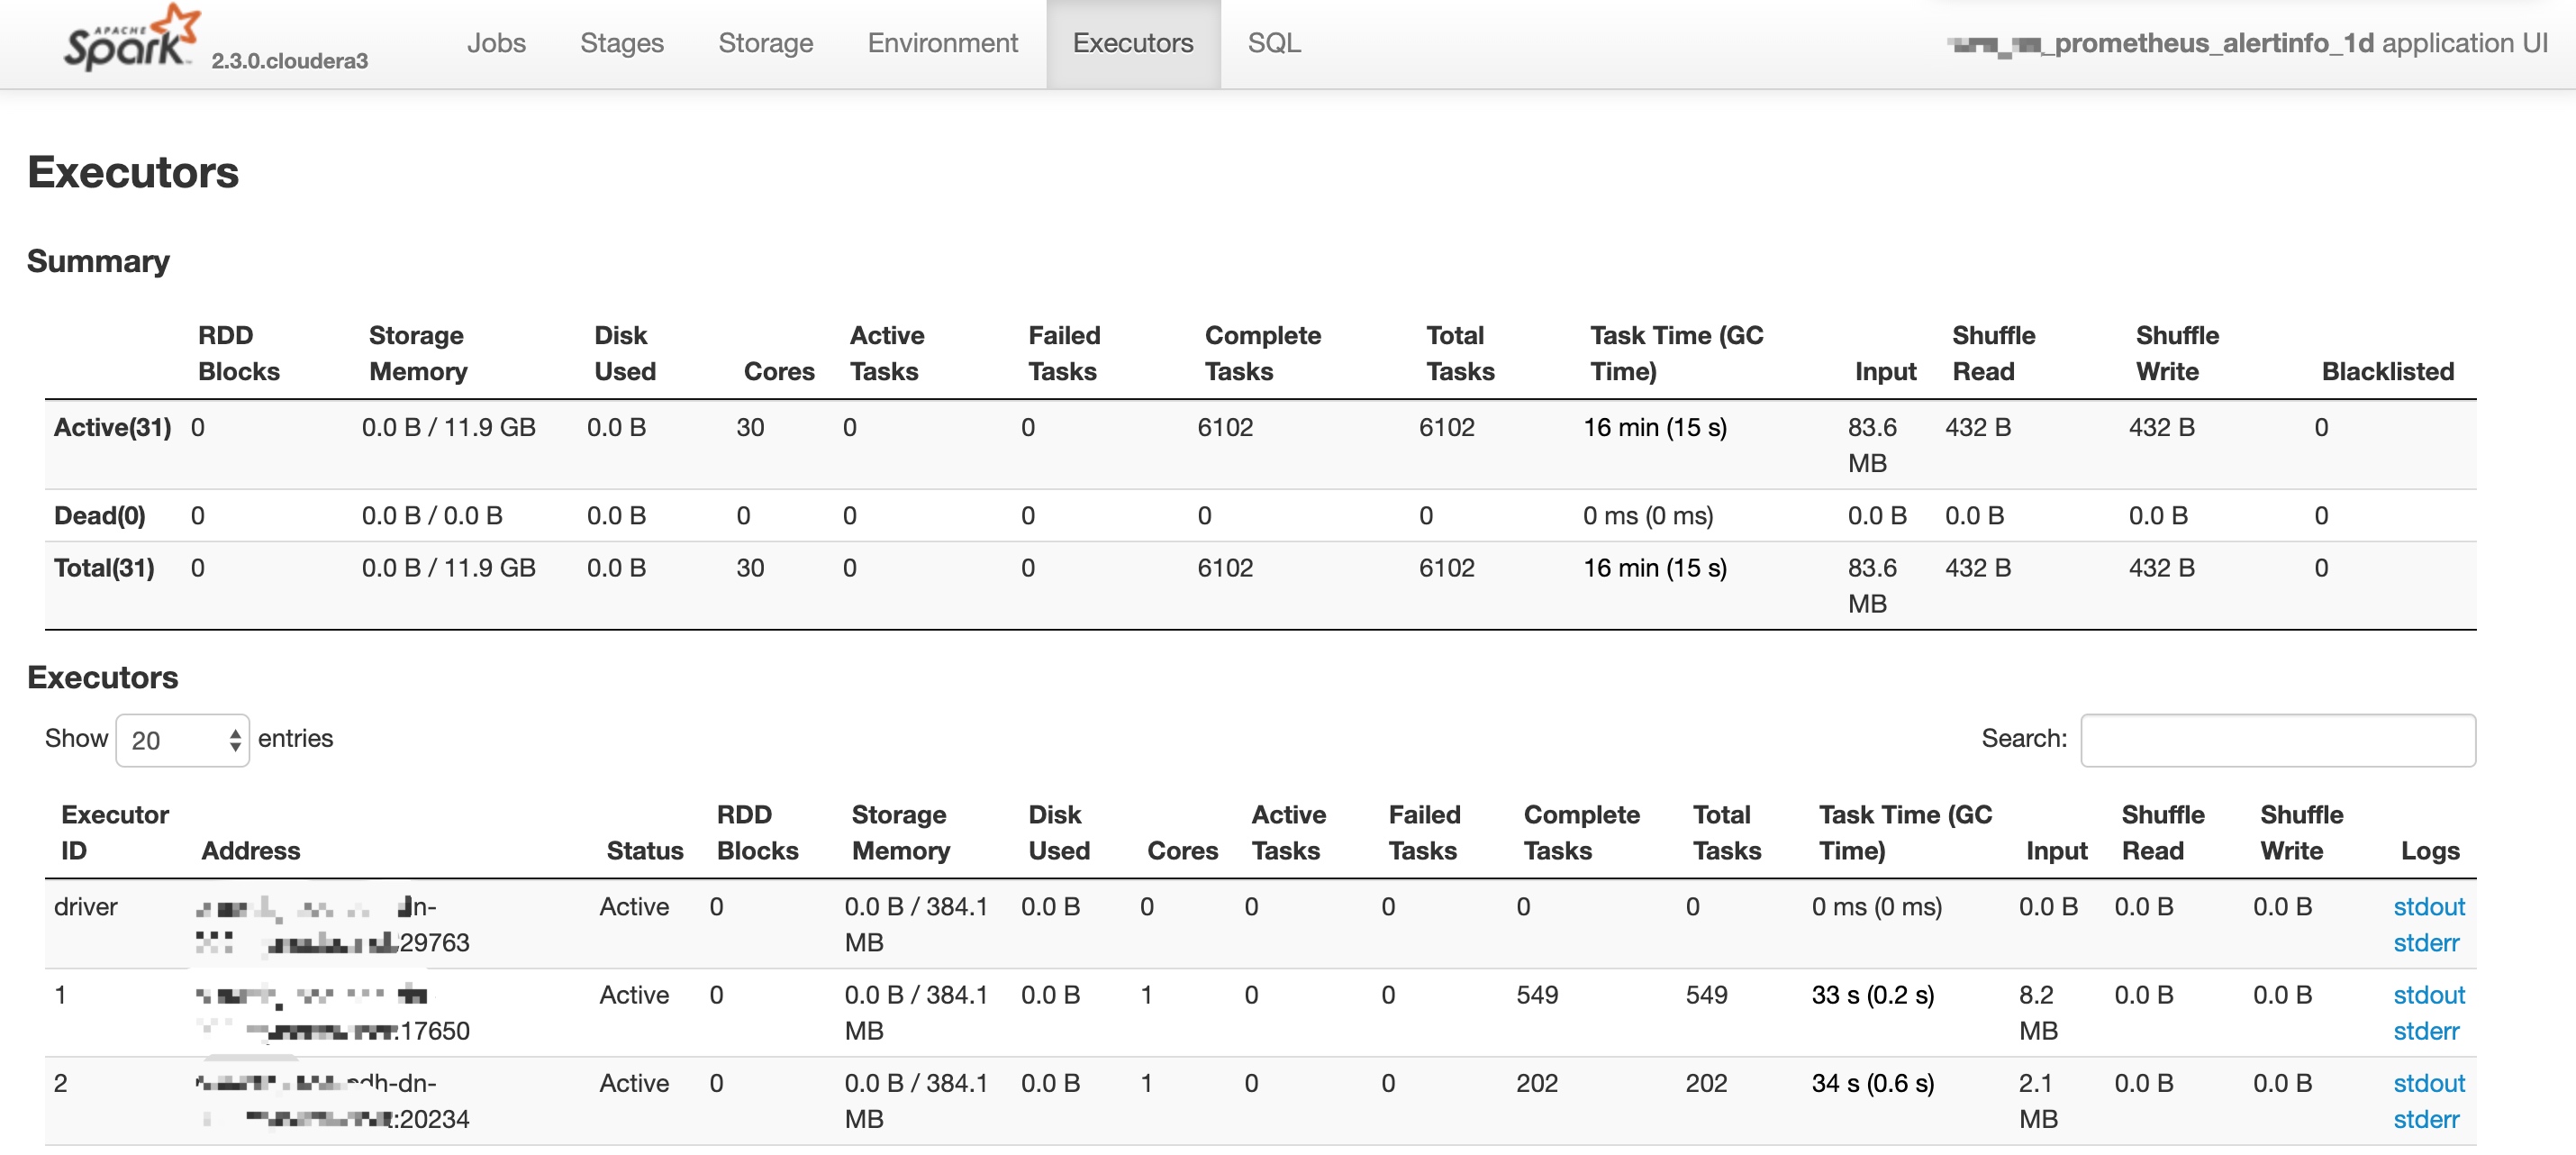 APACHE Spark 2.3.0.cloudera3 Jobs Stages Storage Environment Executors SQL _prometheus_alertinfo_1d application UI
Executors
Summary
RDD Blocks Storage Memory Disk Used Cores Active Tasks Failed Tasks Complete Tasks Total Tasks Task Time (GC Time) Input Shuffle Read Shuffle Write Blacklisted
Active(31) 0 0.0 B / 11.9 GB 0.0 B 30 0 0 6102 6102 16 min (15 s) 83.6 MB 432 B 432 B 0
Dead(0) 0 0.0 B / 0.0 B 0.0 B 0 0 0 0 0 0 ms (0 ms) 0.0 B 0.0 B 0.0 B 0
Total(31) 0 0.0 B / 11.9 GB 0.0 B 30 0 0 6102 6102 16 min (15 s) 83.6 MB 432 B 432 B 0
Executors
Show 20 entries Search:
Executor ID Address Status RDD Blocks Storage Memory Disk Used Cores Active Tasks Failed Tasks Complete Tasks Total Tasks Task Time (GC Time) Input Shuffle Read Shuffle Write Logs
driver :29763 Active 0 0.0 B / 384.1 MB 0.0 B 0 0 0 0 0 0 ms (0 ms) 0.0 B 0.0 B 0.0 B stdout stderr
1 :17650 Active 0 0.0 B / 384.1 MB 0.0 B 1 0 0 549 549 33 s (0.2 s) 8.2 MB 0.0 B 0.0 B stdout stderr
2 dh-dn- :20234 Active 0 0.0 B / 384.1 MB 0.0 B 1 0 0 202 202 34 s (0.6 s) 2.1 MB 0.0 B 0.0 B stdout stderr